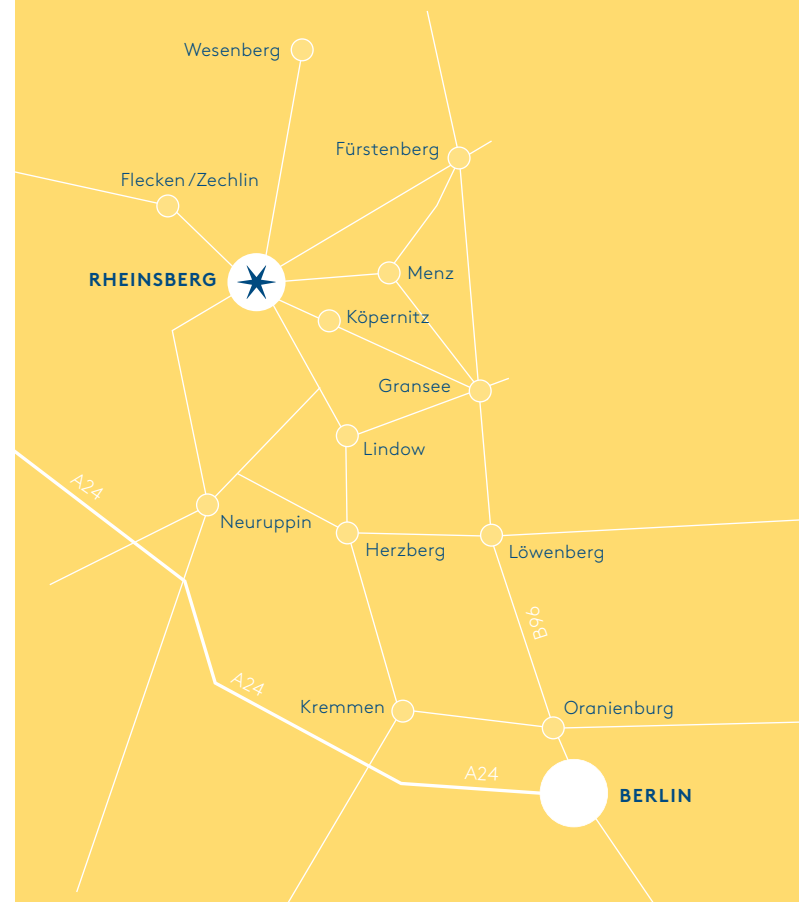 Wesenberg
Fürstenberg
Flecken/Zechlin
RHEINSBERG
Menz
Köpernitz
Gransee
Lindow
A24
Neuruppin
Herzberg
Löwenberg
B96
A24
Kremmen
Oranienburg
A24
BERLIN